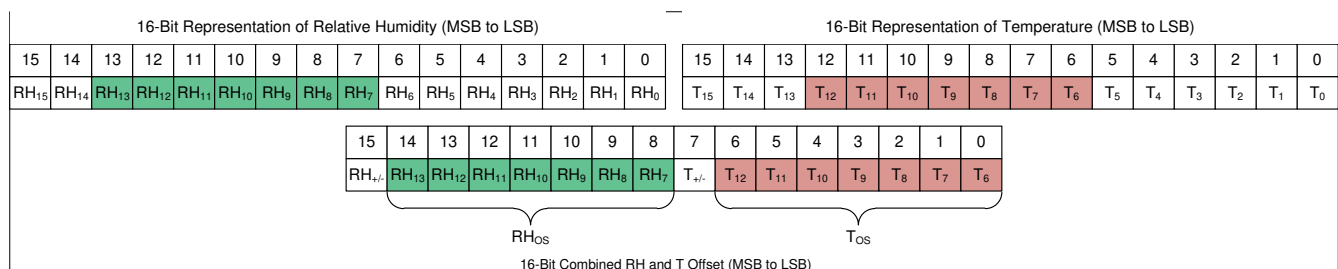 16-Bit Representation of Relative Humidity (MSB to LSB) 16-Bit Representation of Temperature (MSB to LSB)
15 14 13 12 11 10 9 8 7 6 5 4 3 2 1 0 15 14 13 12 11 10 9 8 7 6 5 4 3 2 1 0
RH15 RH14 RH13 RH12 RH11 RH10 RH9 RH8 RH7 RH6 RH5 RH4 RH3 RH2 RH1 RH0 T15 T14 T13 T12 T11 T10 T9 T8 T7 T6 T5 T4 T3 T2 T1 T0
15 14 13 12 11 10 9 8 7 6 5 4 3 2 1 0
RH+/- RH13 RH12 RH11 RH10 RH9 RH8 RH7 T+/- T12 T11 T10 T9 T8 T7 T6
RHOS TOS
16-Bit Combined RH and T Offset (MSB to LSB)